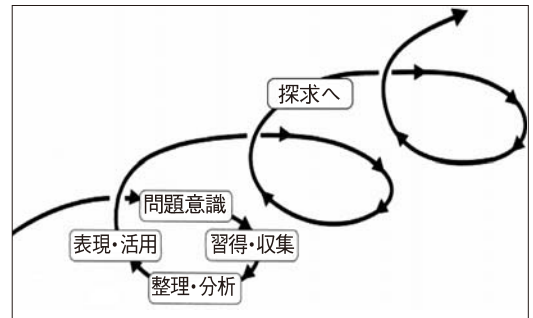 探求へ
問題意識
表現・活用
習得・収集
整理・分析